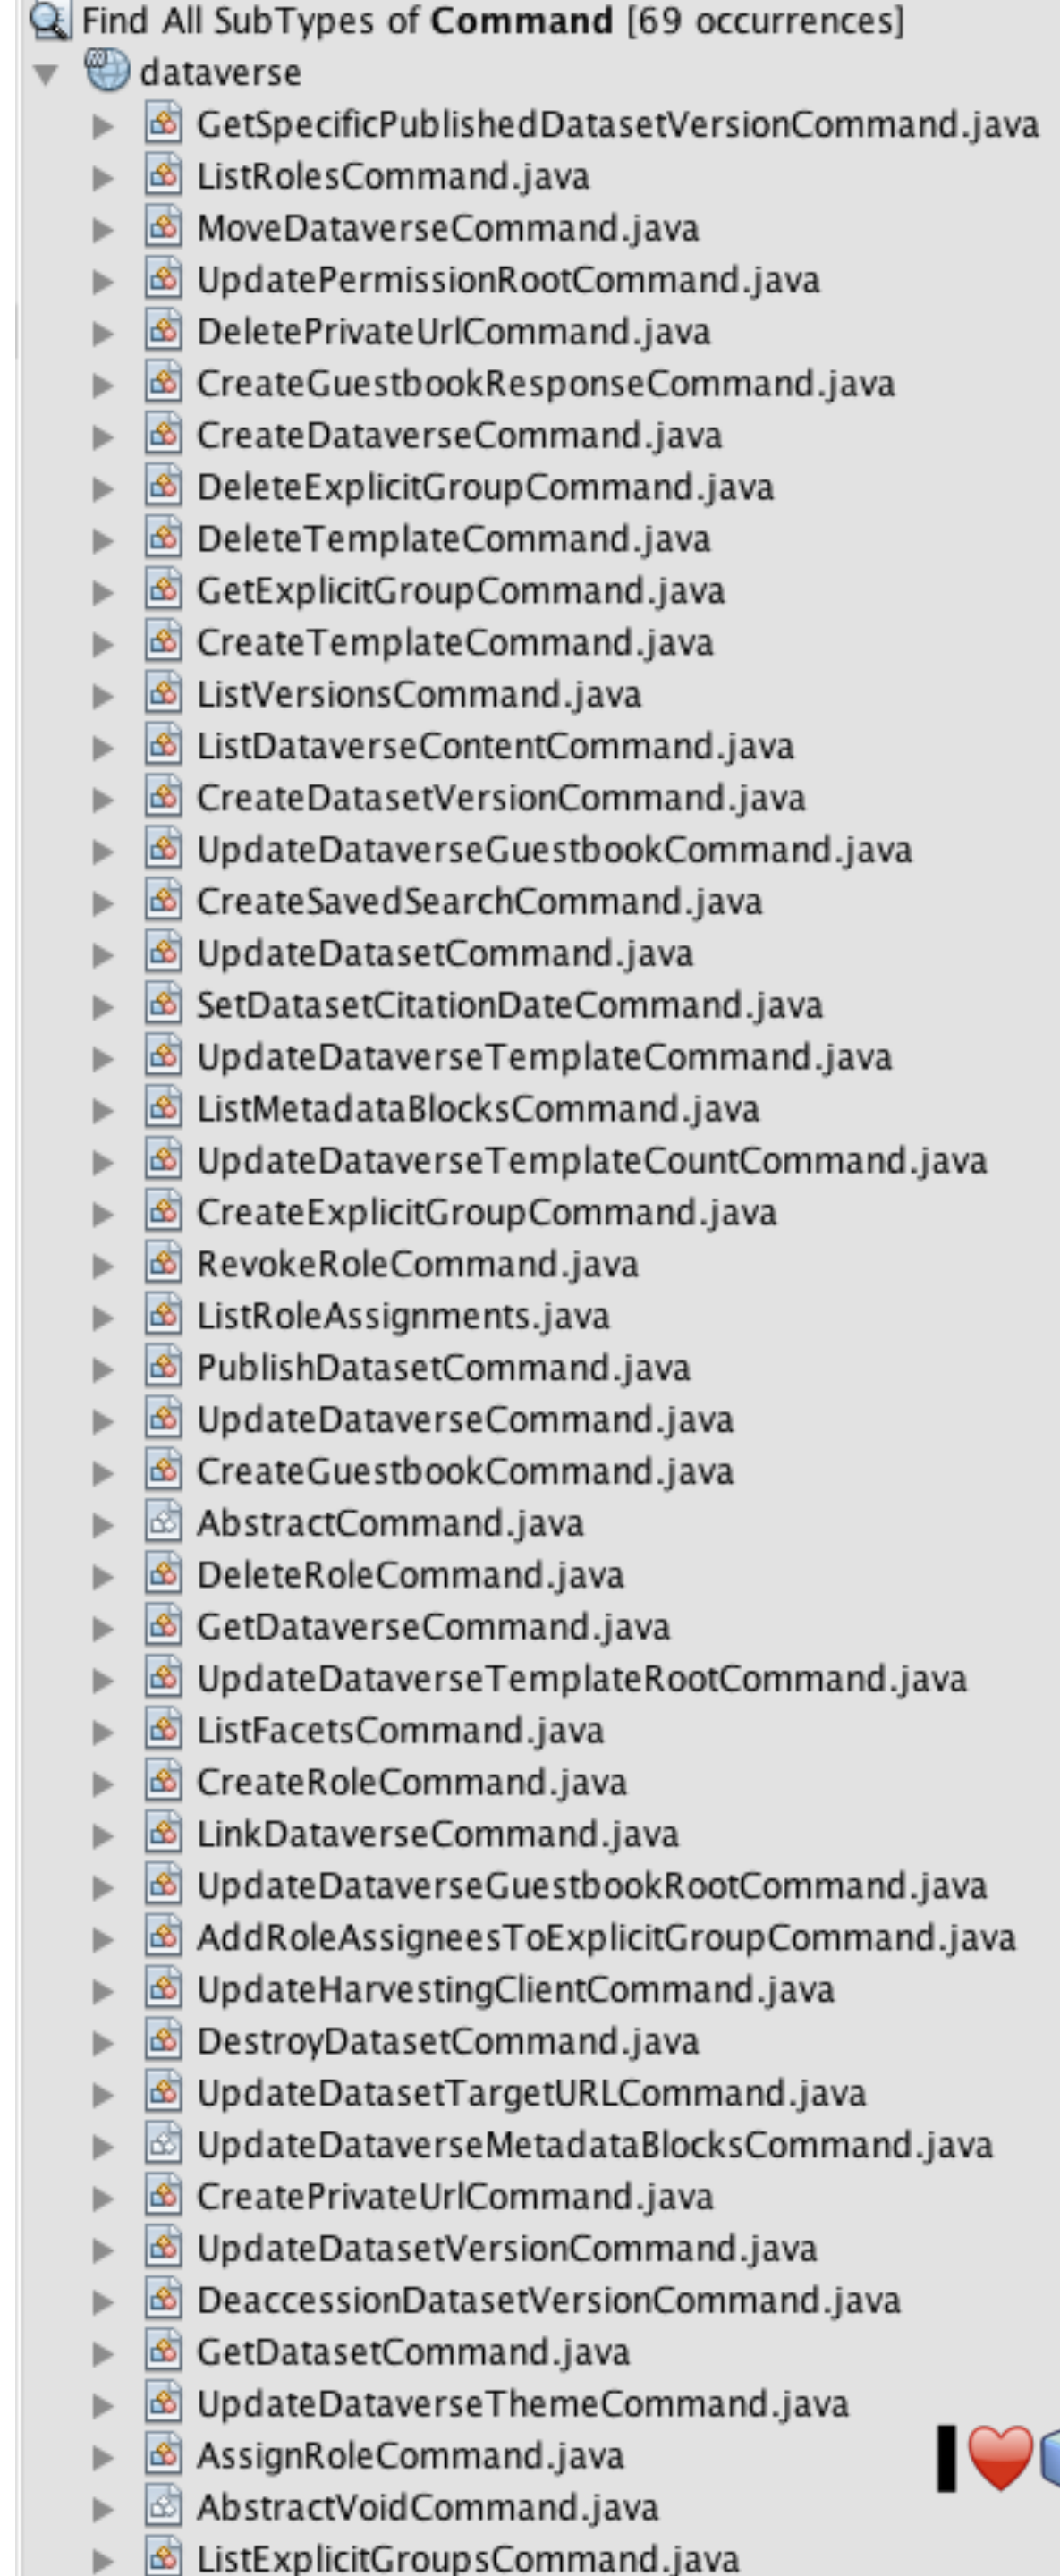 Find All SubTypes of Command [69 occurrences]
dataverse
GetSpecificPublishedDatasetVersionCommand.java
ListRolesCommand.java
MoveDataverseCommand.java
UpdatePermissionRootCommand.java
DeletePrivateUrlCommand.java
CreateGuestbookResponseCommand.java
CreateDataverseCommand.java
DeleteExplicitGroupCommand.java
DeleteTemplateCommand.java
GetExplicitGroupCommand.java
CreateTemplateCommand.java
ListVersionsCommand.java
ListDataverseContentCommand.java
CreateDatasetVersionCommand.java
UpdateDataverseGuestbookCommand.java
CreateSavedSearchCommand.java
UpdateDatasetCommand.java
SetDatasetCitationDateCommand.java
UpdateDataverseTemplateCommand.java
ListMetadataBlocksCommand.java
UpdateDataverseTemplateCountCommand.java
CreateExplicitGroupCommand.java
RevokeRoleCommand.java
ListRoleAssignments.java
PublishDatasetCommand.java
UpdateDataverseCommand.java
CreateGuestbookCommand.java
AbstractCommand.java
DeleteRoleCommand.java
GetDataverseCommand.java
UpdateDataverseTemplateRootCommand.java
ListFacetsCommand.java
CreateRoleCommand.java
LinkDataverseCommand.java
UpdateDataverseGuestbookRootCommand.java
AddRoleAssigneesToExplicitGroupCommand.java
UpdateHarvestingClientCommand.java
DestroyDatasetCommand.java
UpdateDatasetTargetURLCommand.java
UpdateDataverseMetadataBlocksCommand.java
CreatePrivateUrlCommand.java
UpdateDatasetVersionCommand.java
DeaccessionDatasetVersionCommand.java
GetDatasetCommand.java
UpdateDataverseThemeCommand.java
AssignRoleCommand.java I
AbstractVoidCommand.java
ListExplicitGroupsCommand.java